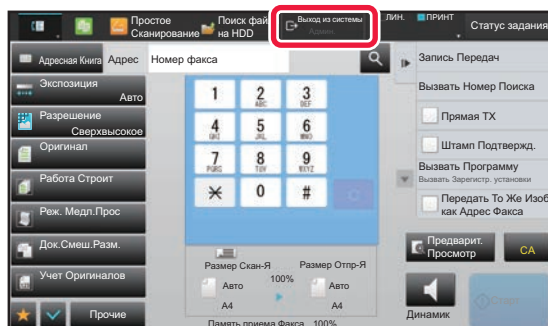 Простое
Сканирование
Поиск фай
на HDD
Выход из системы
Админ.
ЛИН.
ПРИНТ
Статус задания
Адресная Книга
Адрес
Номер факса
Запись Передач
Экспозиция
Авто
Вызвать Номер Поиска
Разрешение
Сверхвысокое
Прямая TX
Оригинал
Штамп Подтвержд.
Работа Строит
Вызвать Программу
Вызвать Зарегистр. установки
Реж. Медл.Прос
Передать То Же Изоб
как Адрес Факса
Док.Смеш.Разм.
Учет Оригиналов
Прочие
1
2
ABC
3
DEF
4
GHI
5
JKL
6
MNO
7
PQRS
8
TUV
9
WXYZ
0
#
Размер Скан-Я
Размер Отпр-Я
100%
Авто
Авто
A4
A4
Память приема Факса 100%
Предварит.
Просмотр
CA
Динамик
Старт